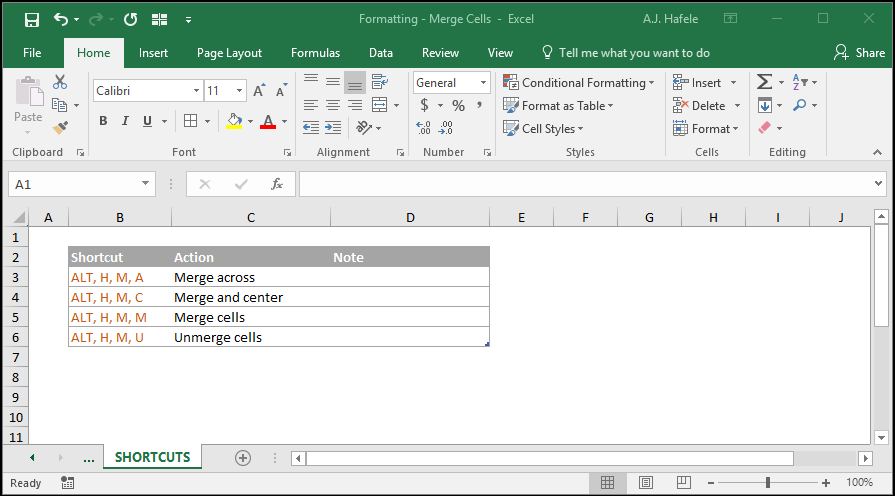 Formatting - Merge Cells - Excel A.J. Hafele
File Home Insert Page Layout Formulas Data Review View Tell me what you want to do Share
Calibri 11 General Conditional Formatting Insert
Paste B I U A $ % , Format as Table Delete
Cell Styles Format
Clipboard Font Alignment Number Styles Cells Editing
A1 fx
A B C D E F G H I J
1
2 Shortcut Action Note
3 ALT, H, M, A Merge across
4 ALT, H, M, C Merge and center
5 ALT, H, M, M Merge cells
6 ALT, H, M, U Unmerge cells
7
8
9
10
11
... SHORTCUTS
Ready 100%